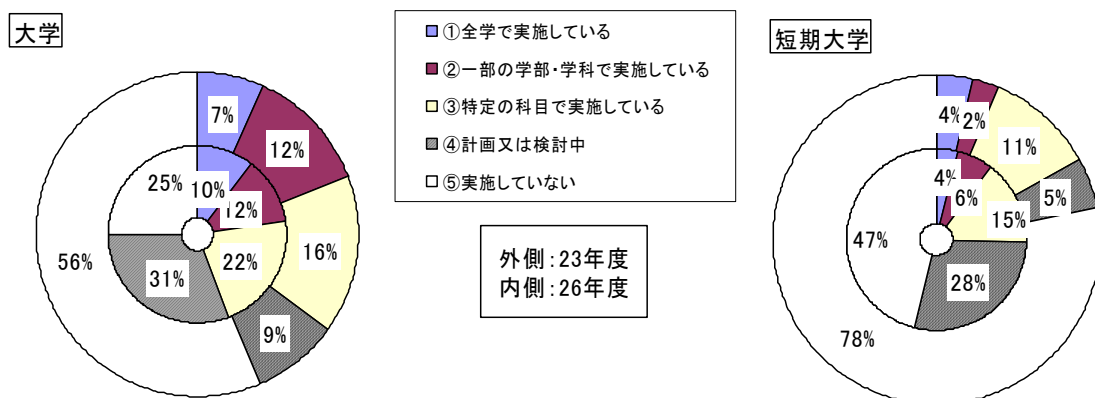 大学
7%
12%
16%
9%
56%
10%
12%
22%
31%
25%
①全学で実施している
②一部の学部・学科で実施している
③特定の科目で実施している
④計画又は検討中
⑤実施していない
外側:23年度
内側:26年度
短期大学
4%
2%
11%
5%
78%
4%
6%
15%
28%
47%